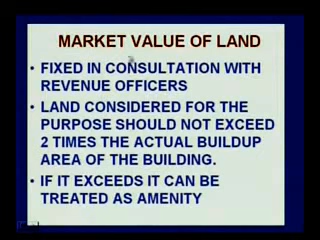 MARKET VALUE OF LAND
• FIXED IN CONSULTATION WITH
REVENUE OFFICERS
• LAND CONSIDERED FOR THE
PURPOSE SHOULD NOT EXCEED
2 TIMES THE ACTUAL BUILDUP
AREA OF THE BUILDING.
• IF IT EXCEEDS IT CAN BE
TREATED AS AMENITY